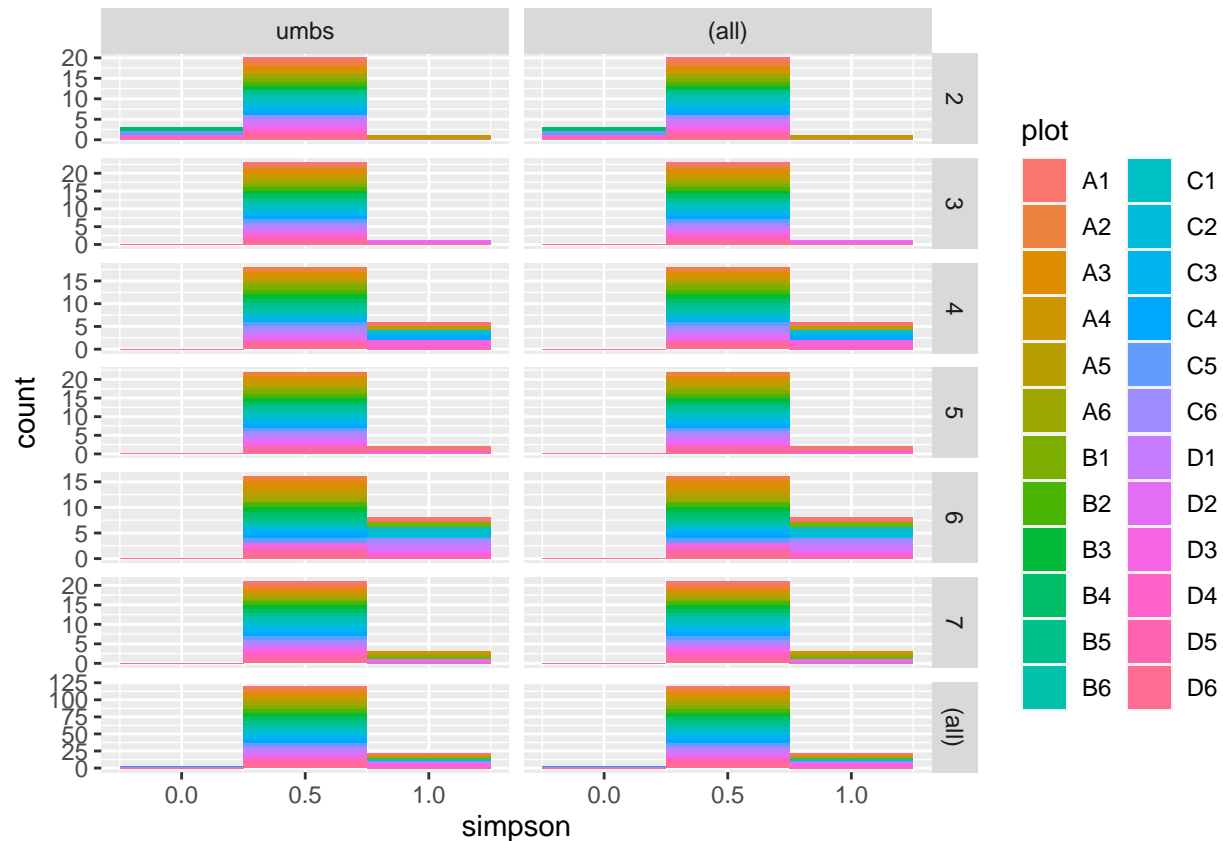 umbs (all)
20
15
10
5
0
2
20
15
10
5
0
3
15
10
5
0
4
20
15
10
5
0
5
15
10
5
0
6
20
15
10
5
0
7
125
100
75
50
25
0
(all)
0.0 0.5 1.0 0.0 0.5 1.0
simpson
count
plot
A1 C1
A2 C2
A3 C3
A4 C4
A5 C5
A6 C6
B1 D1
B2 D2
B3 D3
B4 D4
B5 D5
B6 D6